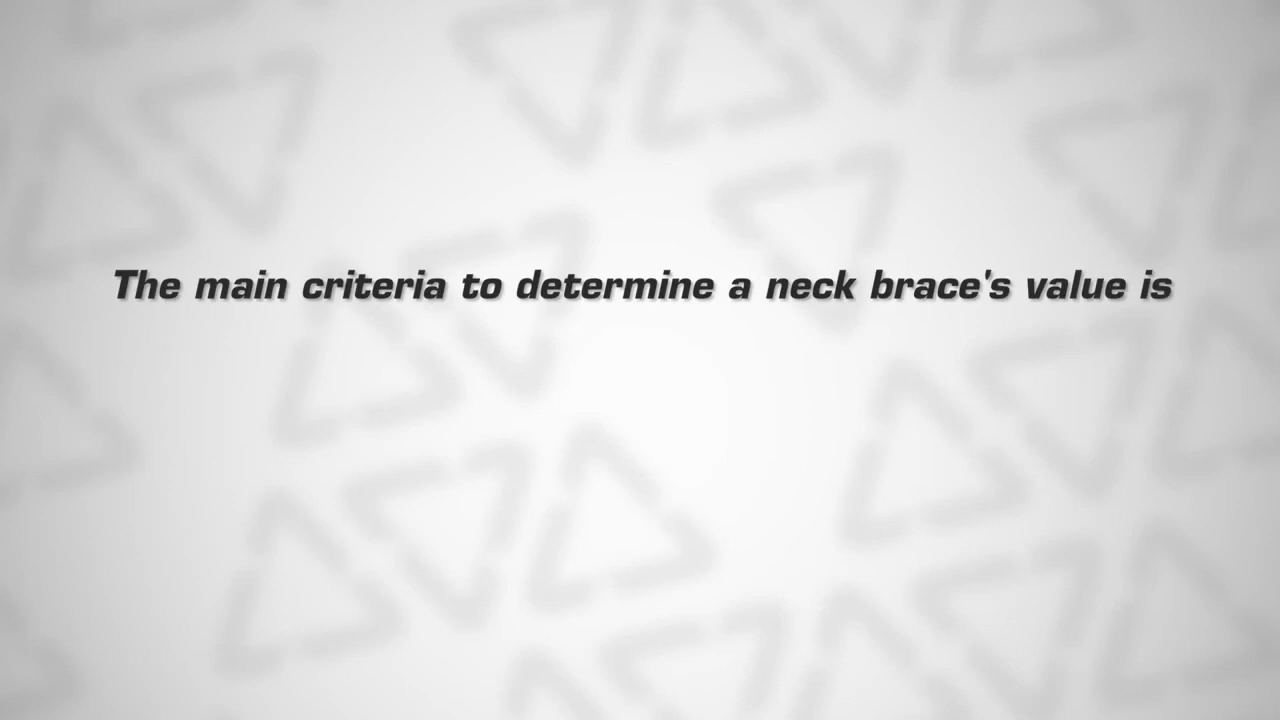 The main criteria to determine a neck brace's value is